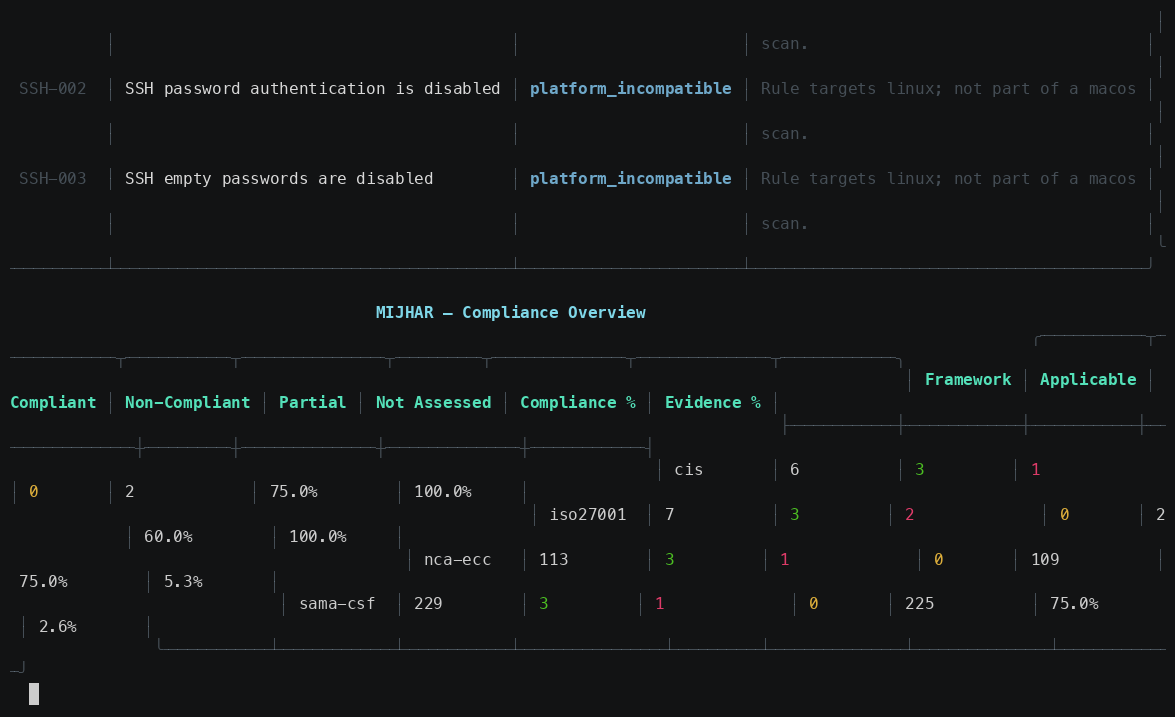 scan.
SSH-002 │ SSH password authentication is disabled │ platform_incompatible │ Rule targets linux; not part of a macos │
scan.
SSH-003 │ SSH empty passwords are disabled │ platform_incompatible │ Rule targets linux; not part of a macos │
scan.
MIJHAR — Compliance Overview
│ Framework │ Applicable │
Compliant │ Non-Compliant │ Partial │ Not Assessed │ Compliance % │ Evidence % │
│ cis │ 6 │ 3 │ 1
│ 0 │ 2 │ 75.0% │ 100.0% │
│ iso27001 │ 7 │ 3 │ 2 │ 0 │ 2
│ 60.0% │ 100.0% │
│ nca-ecc │ 113 │ 3 │ 1 │ 0 │ 109 │
75.0% │ 5.3% │
│ sama-csf │ 229 │ 3 │ 1 │ 0 │ 225 │ 75.0%
│ 2.6% │